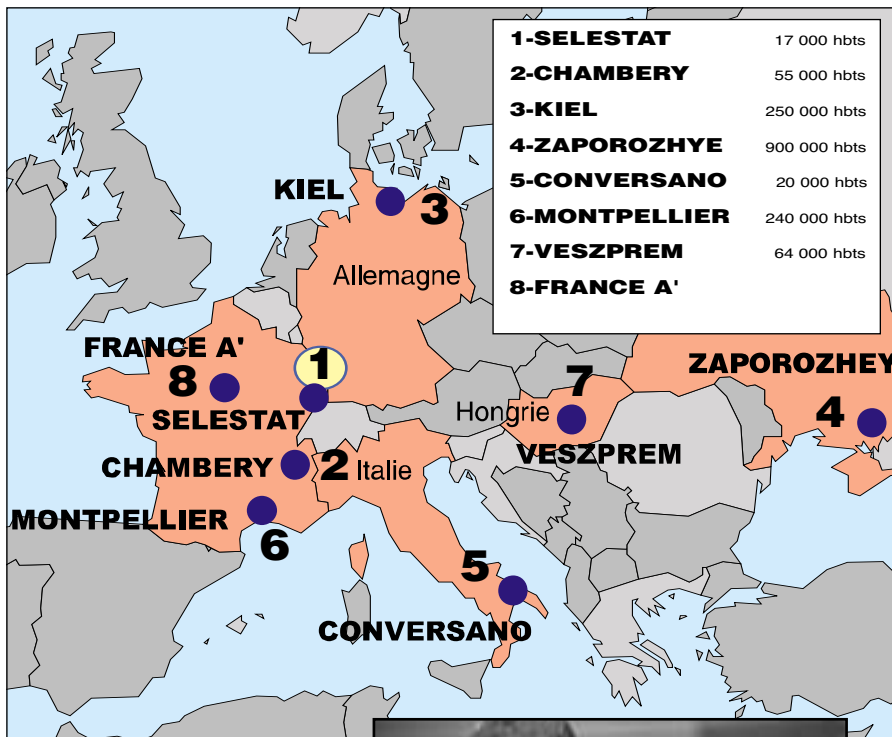 1-SELESTAT 17 000 hbts
2-CHAMBERY 55 000 hbts
3-KIEL 250 000 hbts
4-ZAPOROZHYE 900 000 hbts
5-CONVERSANO 20 000 hbts
6-MONTPELLIER 240 000 hbts
7-VESZPREM 64 000 hbts
8-FRANCE A'
KIEL
3
Allemagne
FRANCE A'
1
8
SELESTAT
7
ZAPOROZHEY
Hongrie
4
VESZPREM
CHAMBERY
2 Italie
MONTPELLIER
6
5
CONVERSANO